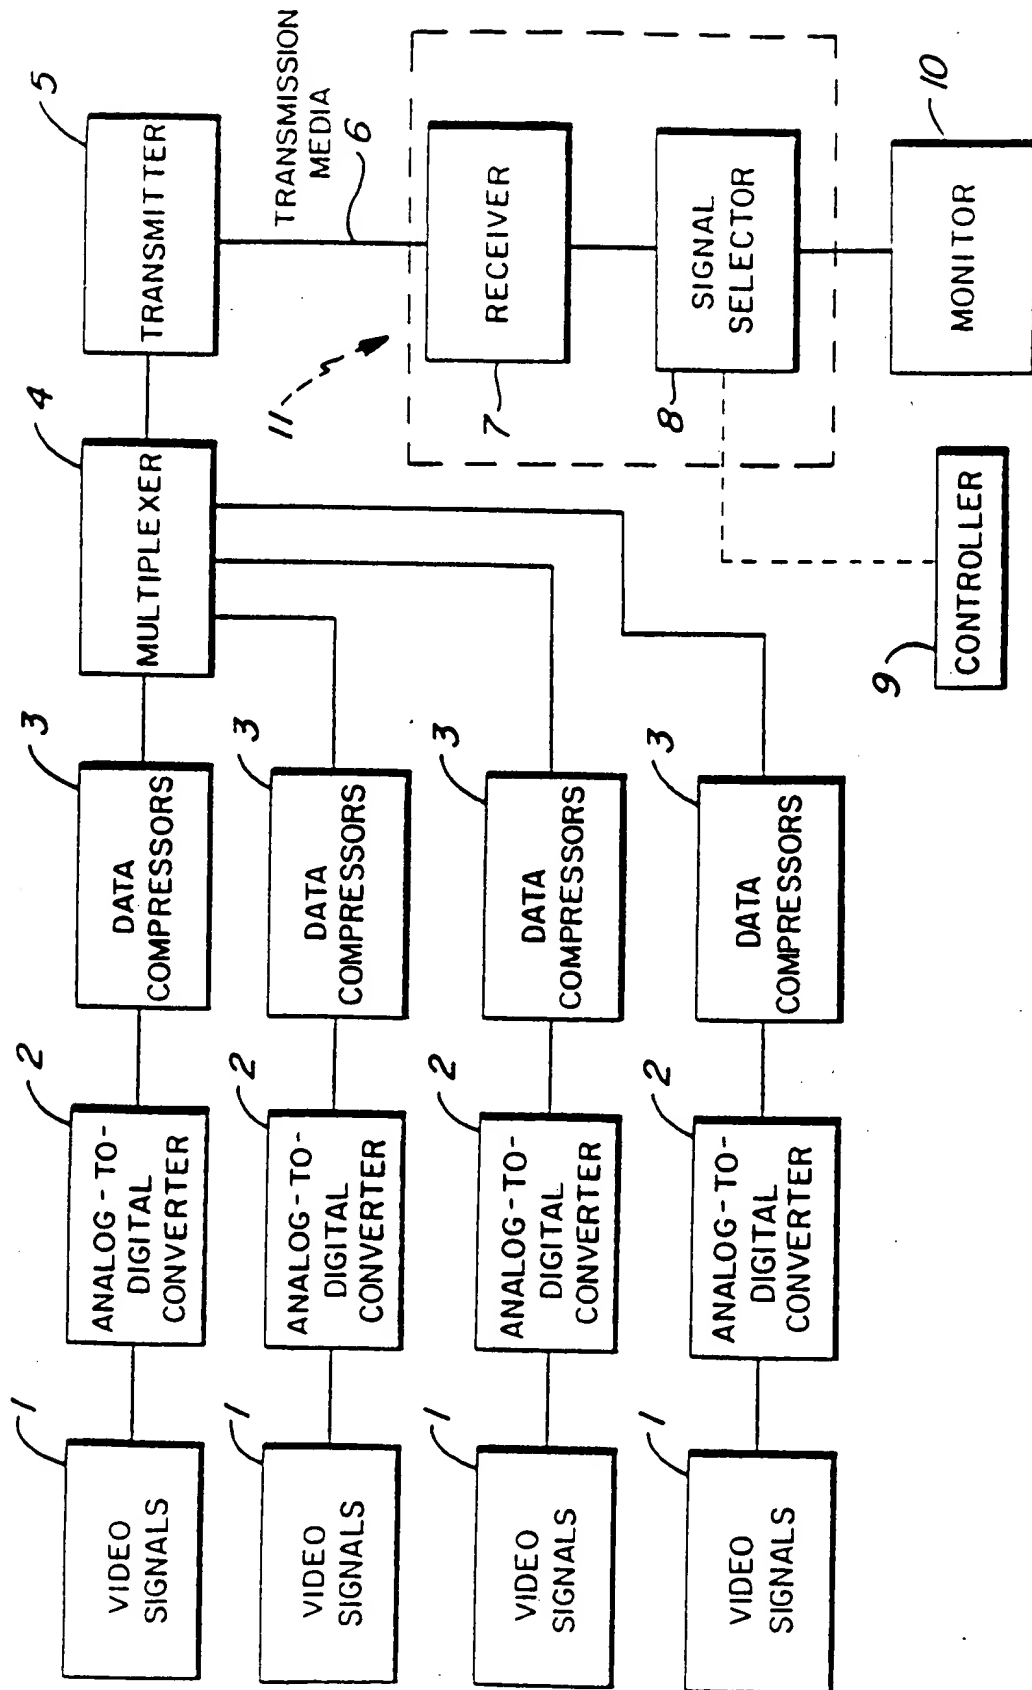 1
VIDEO
SIGNALS
2
ANALOG-TO-
DIGITAL
CONVERTER
3
DATA
COMPRESSORS
4
MULTIPLEXER
5
TRANSMITTER
1
VIDEO
SIGNALS
2
ANALOG-TO-
DIGITAL
CONVERTER
3
DATA
COMPRESSORS
1
VIDEO
SIGNALS
2
ANALOG-TO-
DIGITAL
CONVERTER
3
DATA
COMPRESSORS
1
VIDEO
SIGNALS
2
ANALOG-TO-
DIGITAL
CONVERTER
3
DATA
COMPRESSORS
TRANSMISSION
MEDIA
6
11
7
RECEIVER
8
SIGNAL
SELECTOR
9
CONTROLLER
10
MONITOR